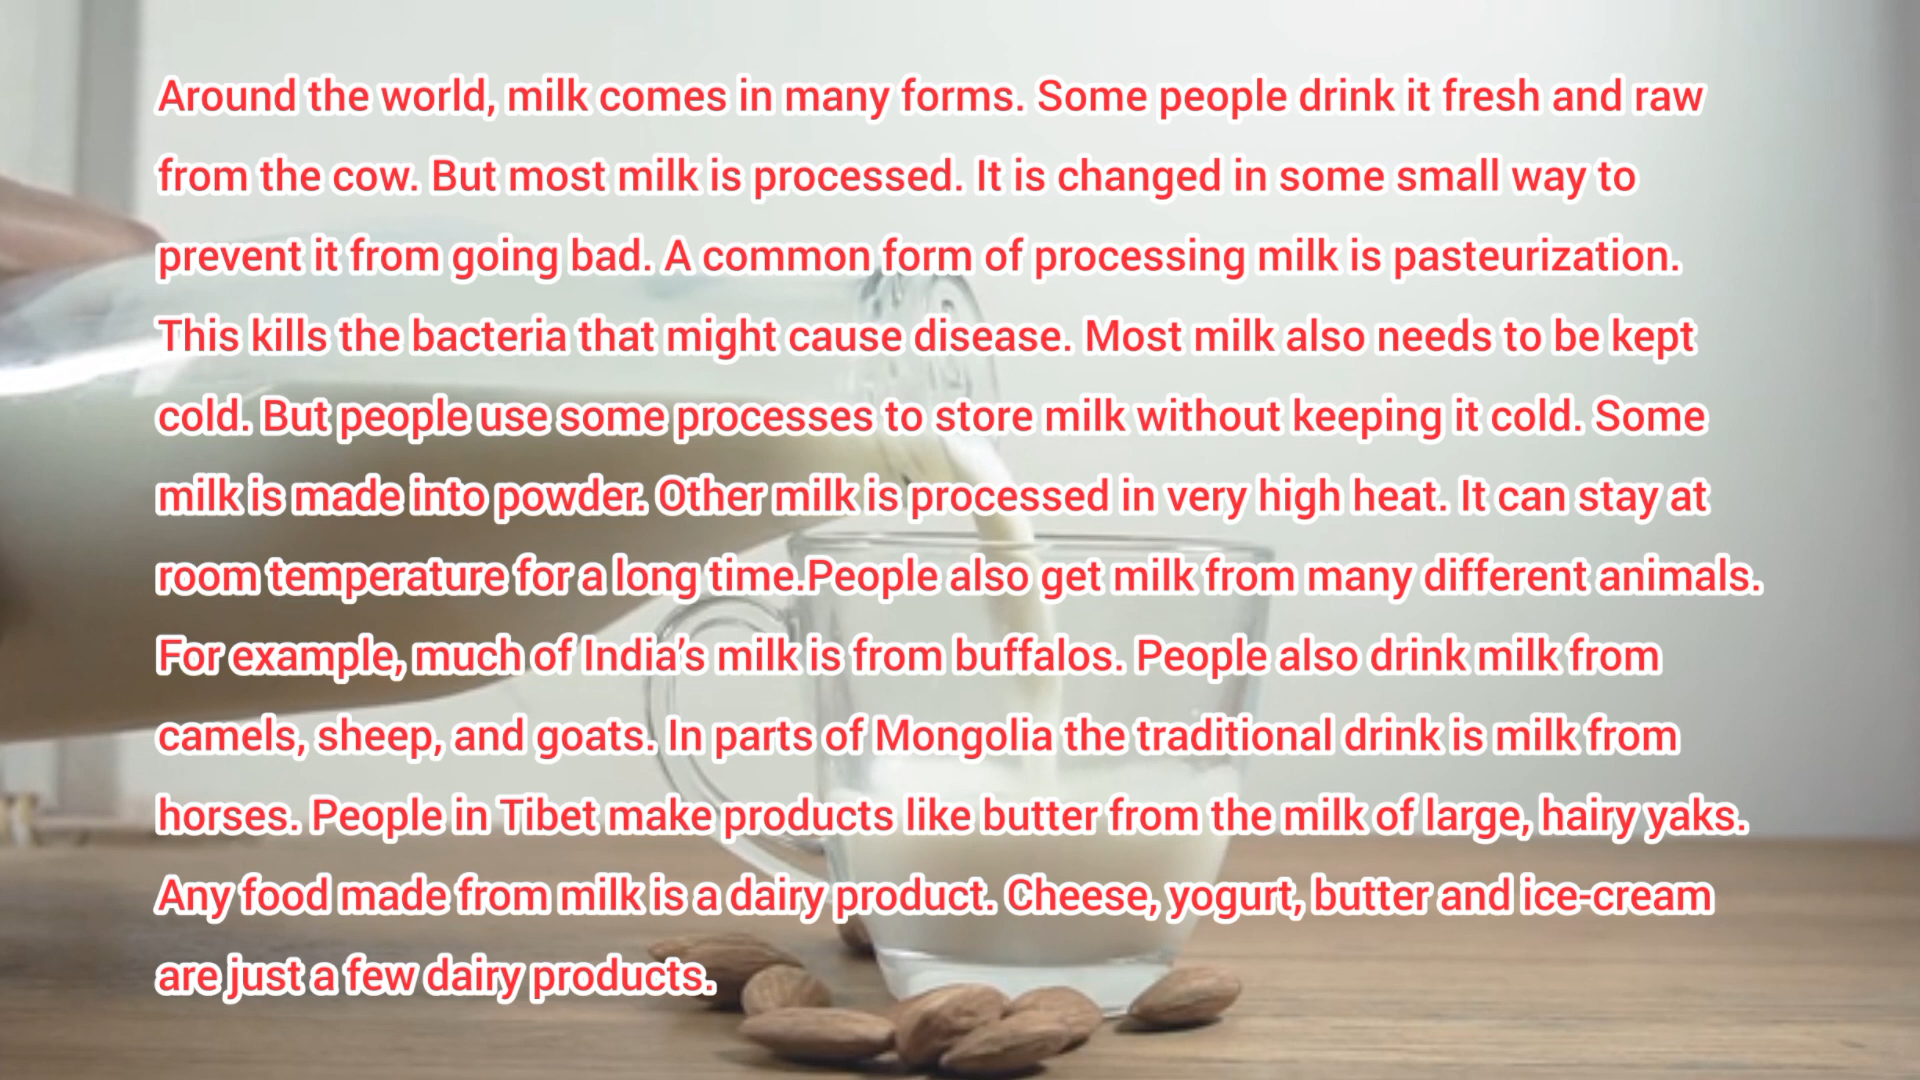 Around the world, milk comes in many forms. Some people drink it fresh and raw
from the cow. But most milk is processed. It is changed in some small way to
prevent it from going bad. A common form of processing milk is pasteurization.
This kills the bacteria that might cause disease. Most milk also needs to be kept
cold. But people use some processes to store milk without keeping it cold. Some
milk is made into powder. Other milk is processed in very high heat. It can stay at
room temperature for a long time.People also get milk from many different animals.
For example, much of India’s milk is from buffalos. People also drink milk from
camels, sheep, and goats. In parts of Mongolia the traditional drink is milk from
horses. People in Tibet make products like butter from the milk of large, hairy yaks.
Any food made from milk is a dairy product. Cheese, yogurt, butter and ice-cream
are just a few dairy products.